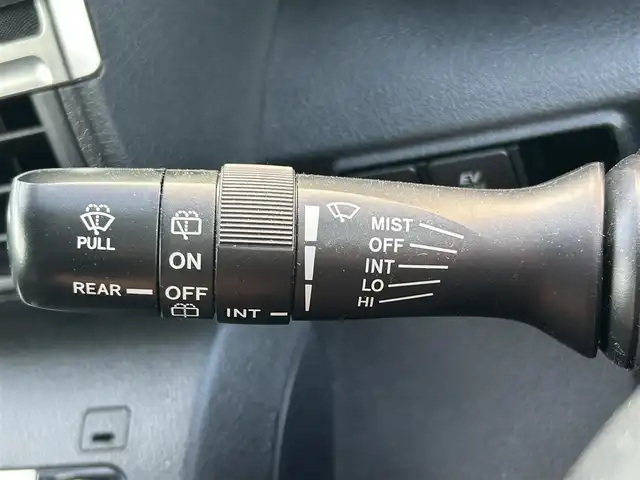 EV
PULL
REAR
ON
OFF
INT
MIST
OFF
INT
LO
HI